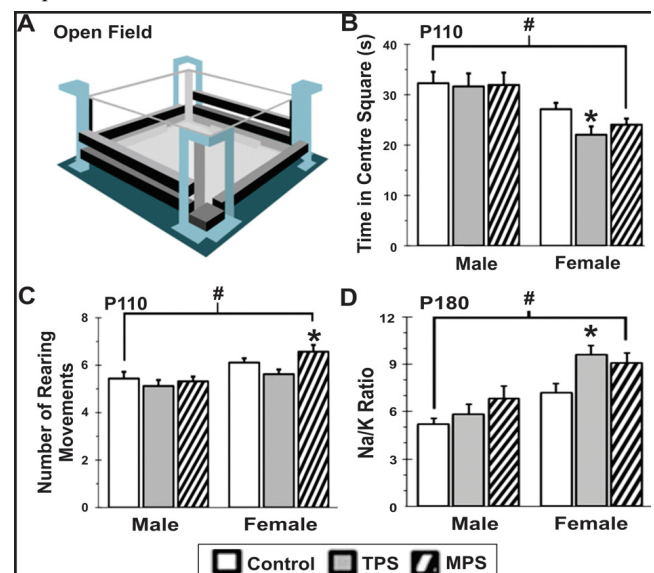 A Open Field
B P110 #
Time in Centre Square (s)
40
30
20
10
0
*
Male Female
C P110 #
Number of Rearing
Movements
8
6
4
2
0
*
Male Female
D P180 #
Na/K Ratio
12
9
6
3
0
*
Male Female
Control TPS MPS